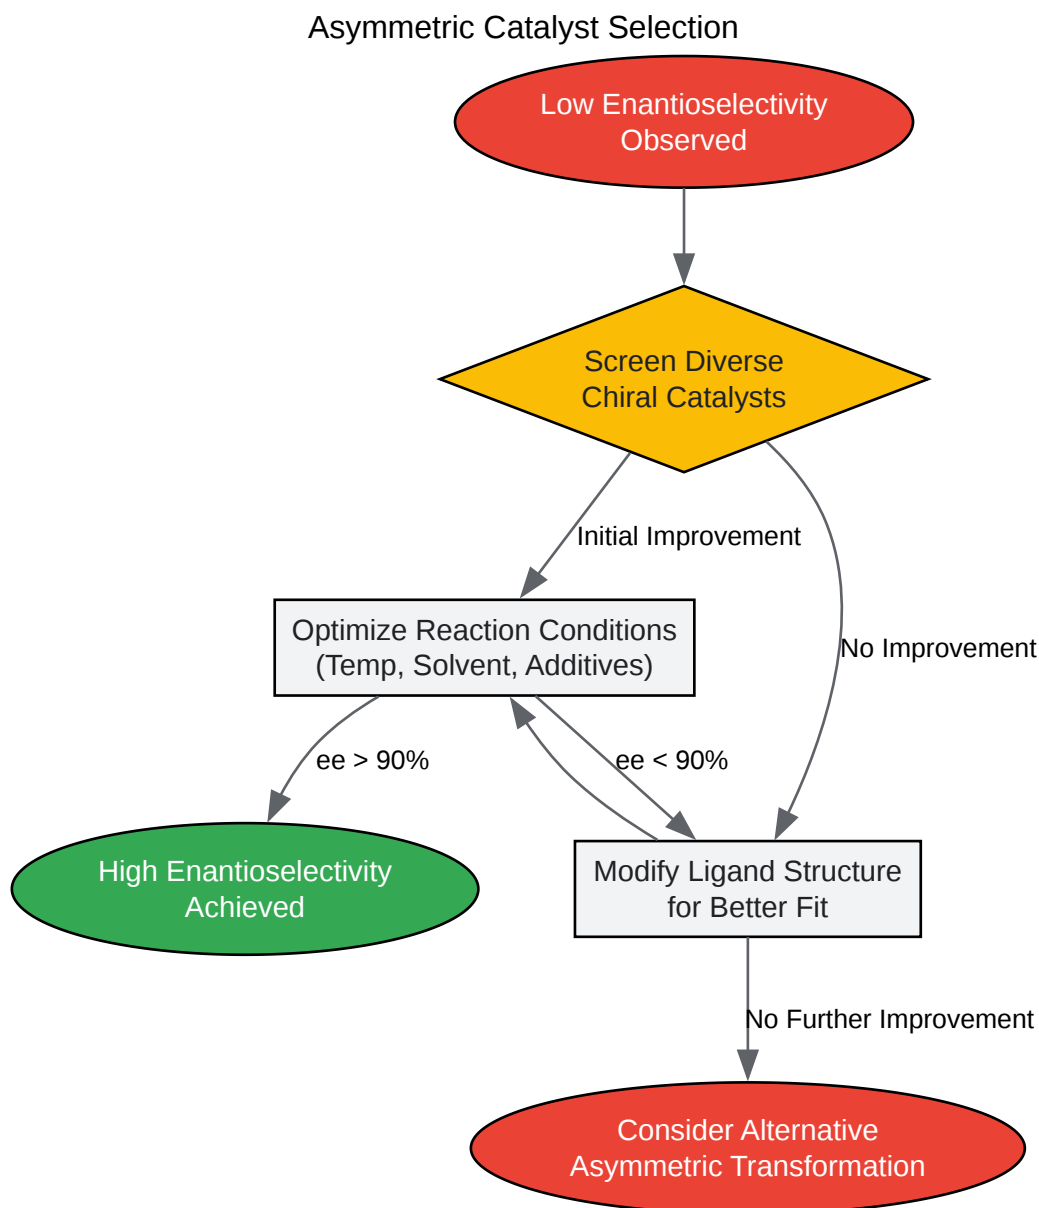 Asymmetric Catalyst Selection
Low Enantioselectivity
Observed
Screen Diverse
Chiral Catalysts
Initial Improvement
Optimize Reaction Conditions
(Temp, Solvent, Additives)
No Improvement
ee > 90%
ee < 90%
High Enantioselectivity
Achieved
Modify Ligand Structure
for Better Fit
No Further Improvement
Consider Alternative
Asymmetric Transformation